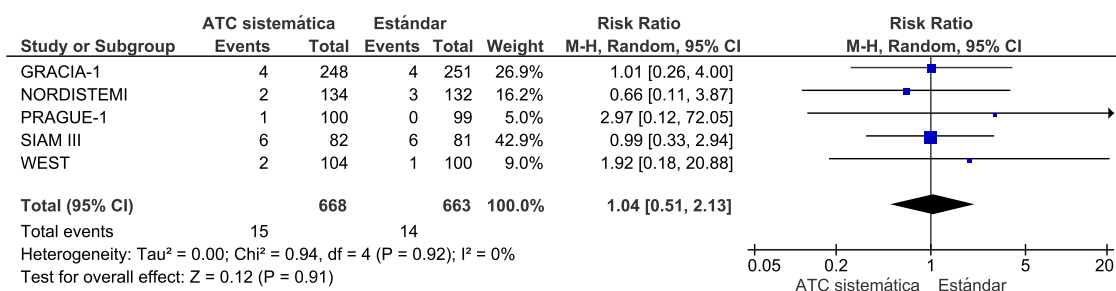 ATC sistemática Estándar Risk Ratio Risk Ratio
Study or Subgroup Events Total Events Total Weight M-H, Random, 95% CI M-H, Random, 95% CI
GRACIA-1 4 248 4 251 26.9% 1.01 [0.26, 4.00]
NORDISTEMI 2 134 3 132 16.2% 0.66 [0.11, 3.87]
PRAGUE-1 1 100 0 99 5.0% 2.97 [0.12, 72.05]
SIAM III 6 82 6 81 42.9% 0.99 [0.33, 2.94]
WEST 2 104 1 100 9.0% 1.92 [0.18, 20.88]
Total (95% CI) 668 663 100.0% 1.04 [0.51, 2.13]
Total events 15 14
Heterogeneity: Tau² = 0.00; Chi² = 0.94, df = 4 (P = 0.92); I² = 0%
Test for overall effect: Z = 0.12 (P = 0.91)
0.05 0.2 1 5 20
ATC sistemática Estándar